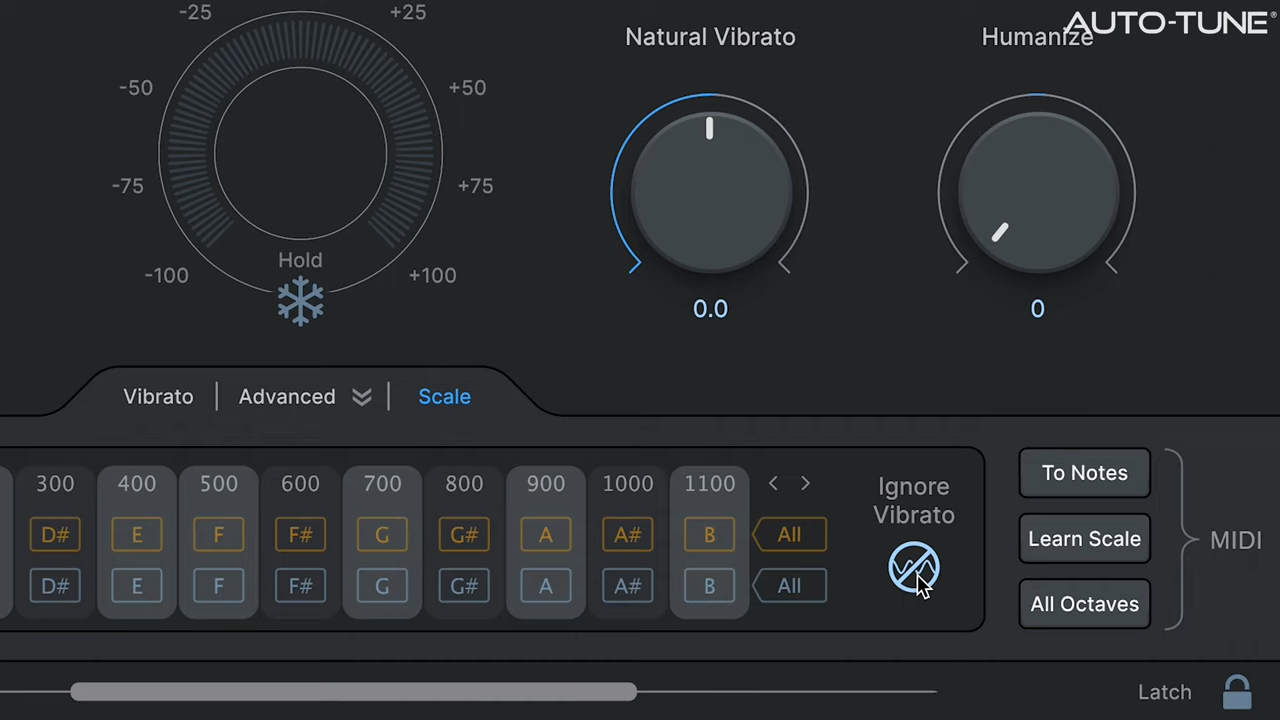 AUTO-TUNE®
-25 +25
-50 +50
-75 +75
-100 +100
Hold
Natural Vibrato
0.0
Humanize
0
Vibrato | Advanced | Scale
300 400 500 600 700 800 900 1000 1100 < >
D# E F F# G G# A A# B All
D# E F F# G G# A A# B All
Ignore
Vibrato
To Notes
Learn Scale
All Octaves
MIDI
Latch